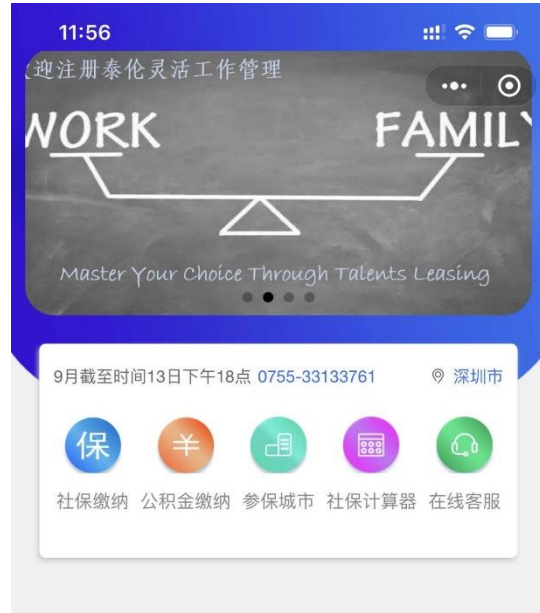 11:56
迎注册泰伦灵活工作管理
WORK
FAMILY
Master Your Choice Through Talents Leasing
9月截至时间13日下午18点 0755-33133761 深圳市
保
社保缴纳 公积金缴纳 参保城市 社保计算器 在线客服